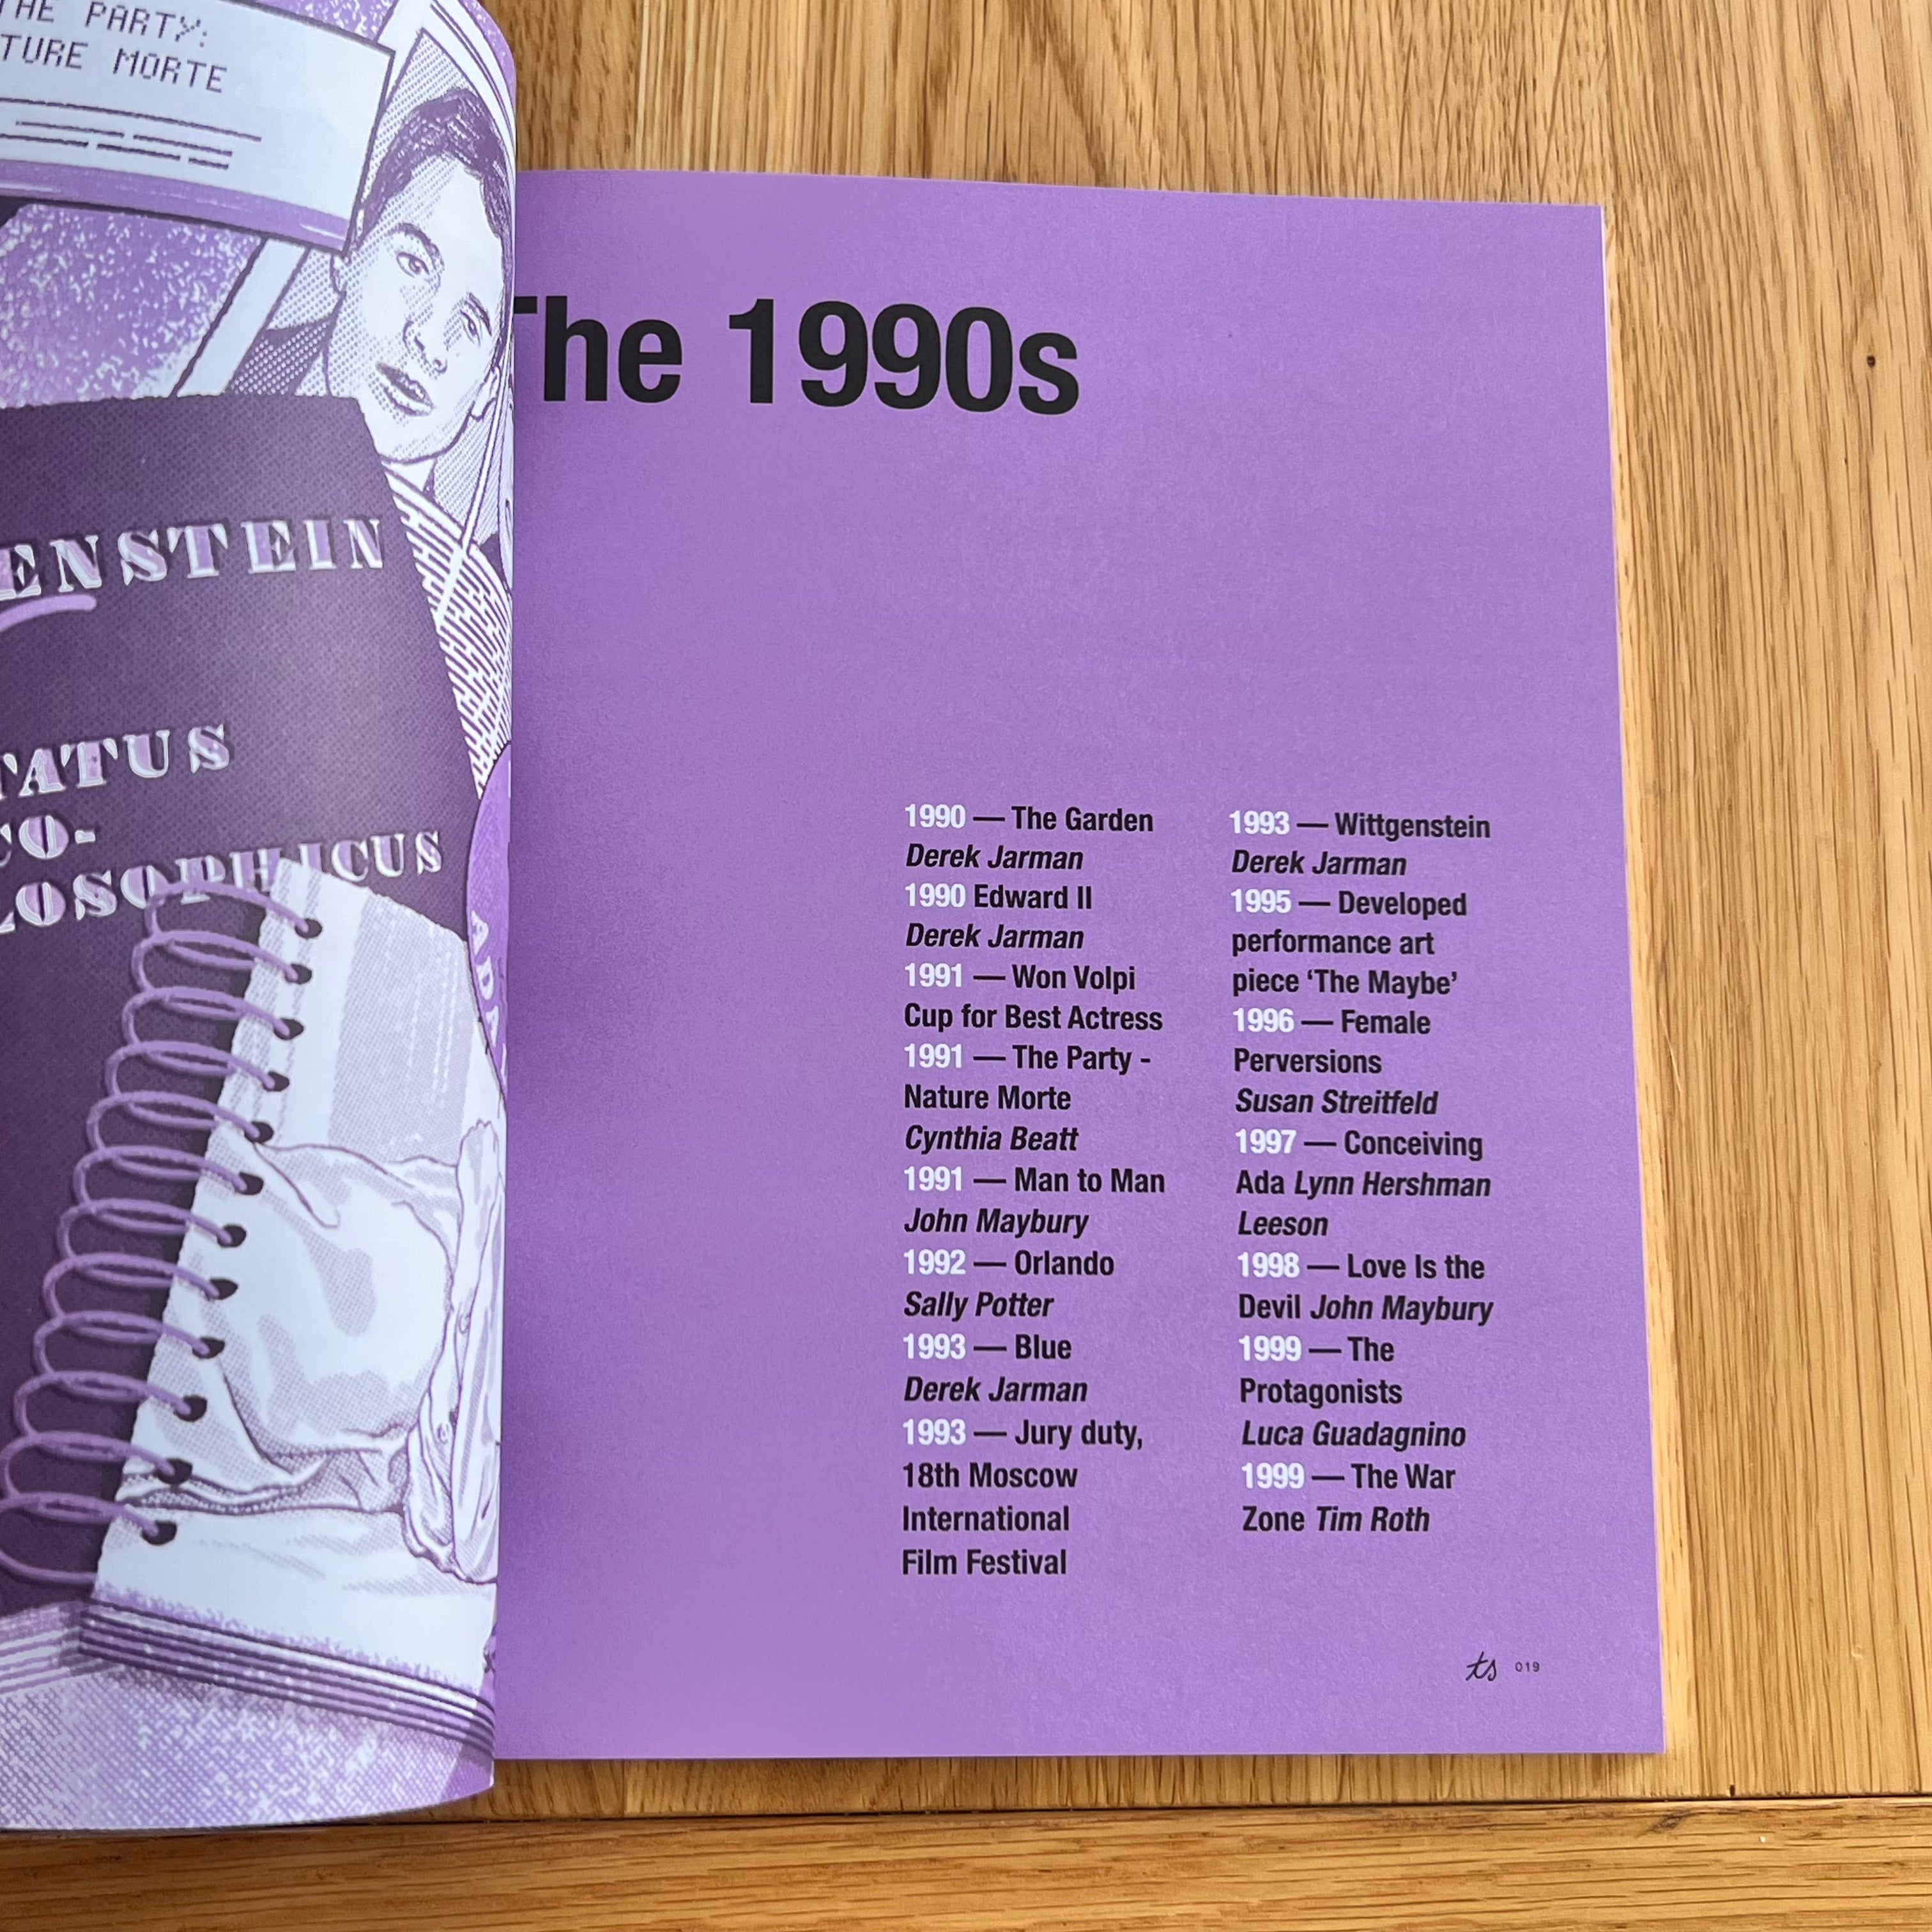 THE PARTY:
TURE MORTE
ENSTEIN
TATUS
CO-
LOSOPHICUS
ADA
The 1990s
1990 — The Garden
Derek Jarman
1990 Edward II
Derek Jarman
1991 — Won Volpi
Cup for Best Actress
1991 — The Party -
Nature Morte
Cynthia Beatt
1991 — Man to Man
John Maybury
1992 — Orlando
Sally Potter
1993 — Blue
Derek Jarman
1993 — Jury duty,
18th Moscow
International
Film Festival
1993 — Wittgenstein
Derek Jarman
1995 — Developed
performance art
piece ‘The Maybe’
1996 — Female
Perversions
Susan Streitfeld
1997 — Conceiving
Ada Lynn Hershman
Leeson
1998 — Love Is the
Devil John Maybury
1999 — The
Protagonists
Luca Guadagnino
1999 — The War
Zone Tim Roth
ts 019